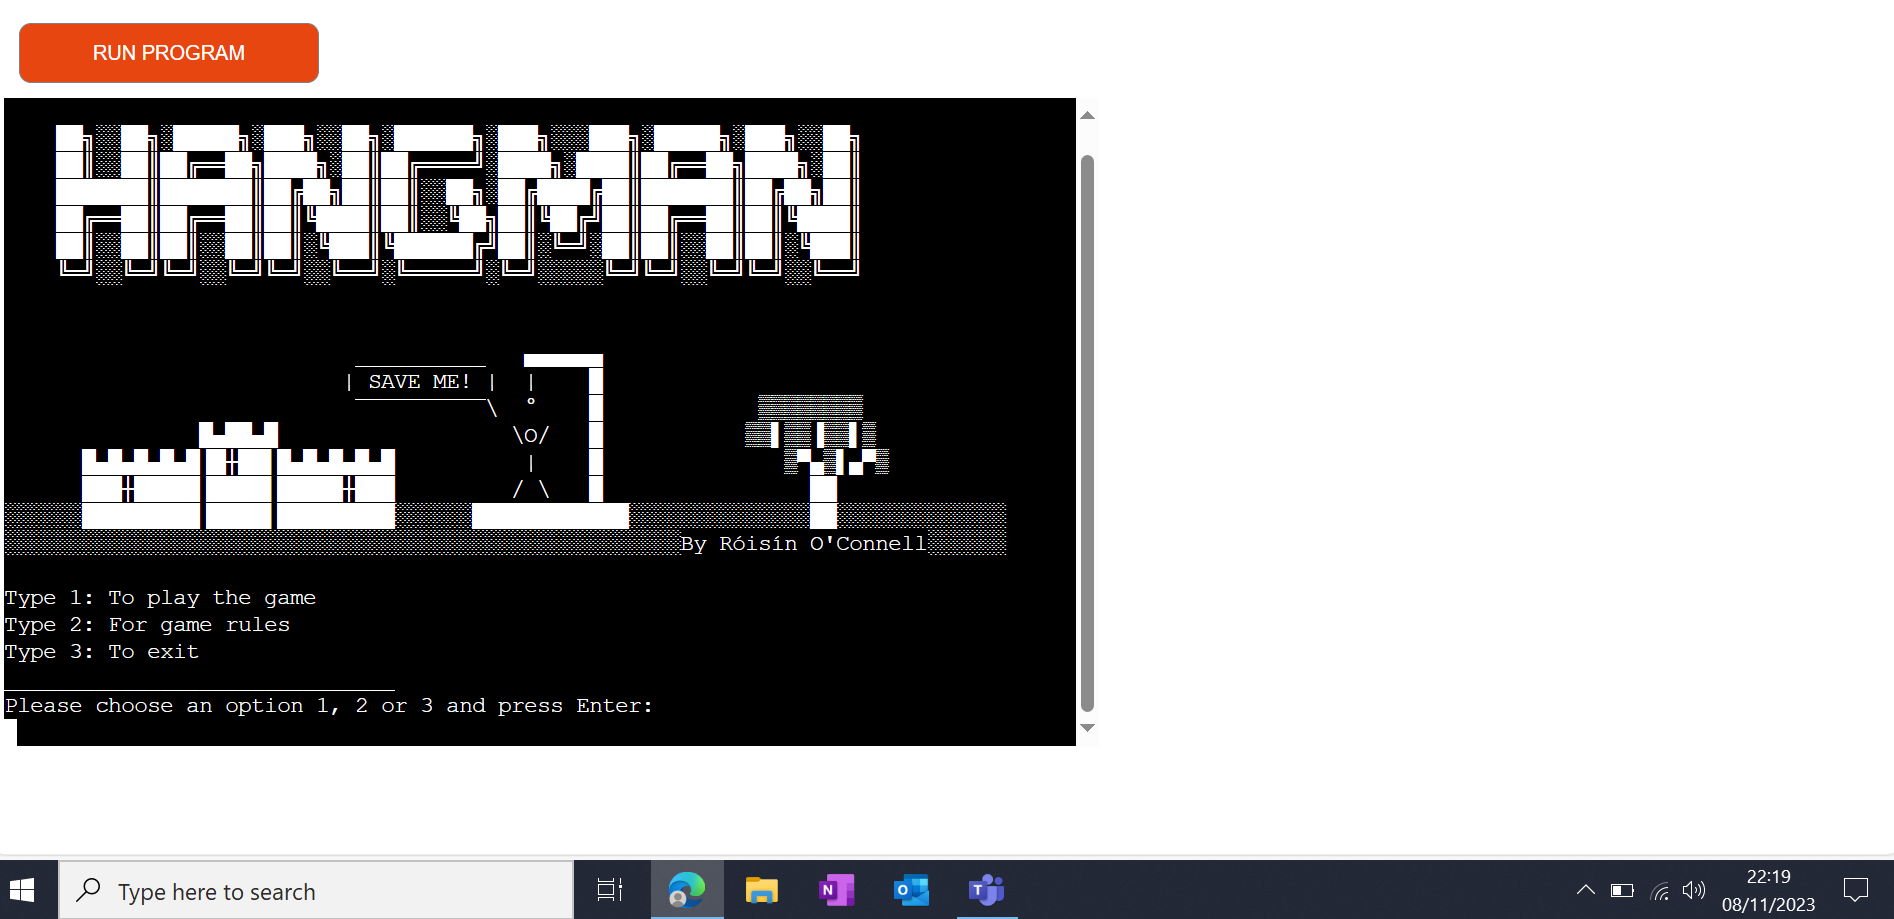 RUN PROGRAM
HANGMAN
SAVE ME!
By Róisín O'Connell
Type 1: To play the game
Type 2: For game rules
Type 3: To exit
Please choose an option 1, 2 or 3 and press Enter:
Type here to search
22:19
08/11/2023